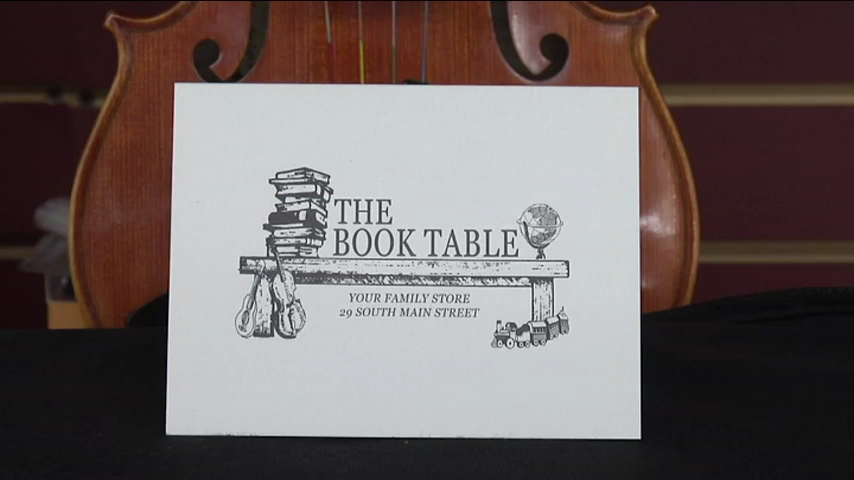 THE
BOOK TABLE
YOUR FAMILY STORE
29 SOUTH MAIN STREET